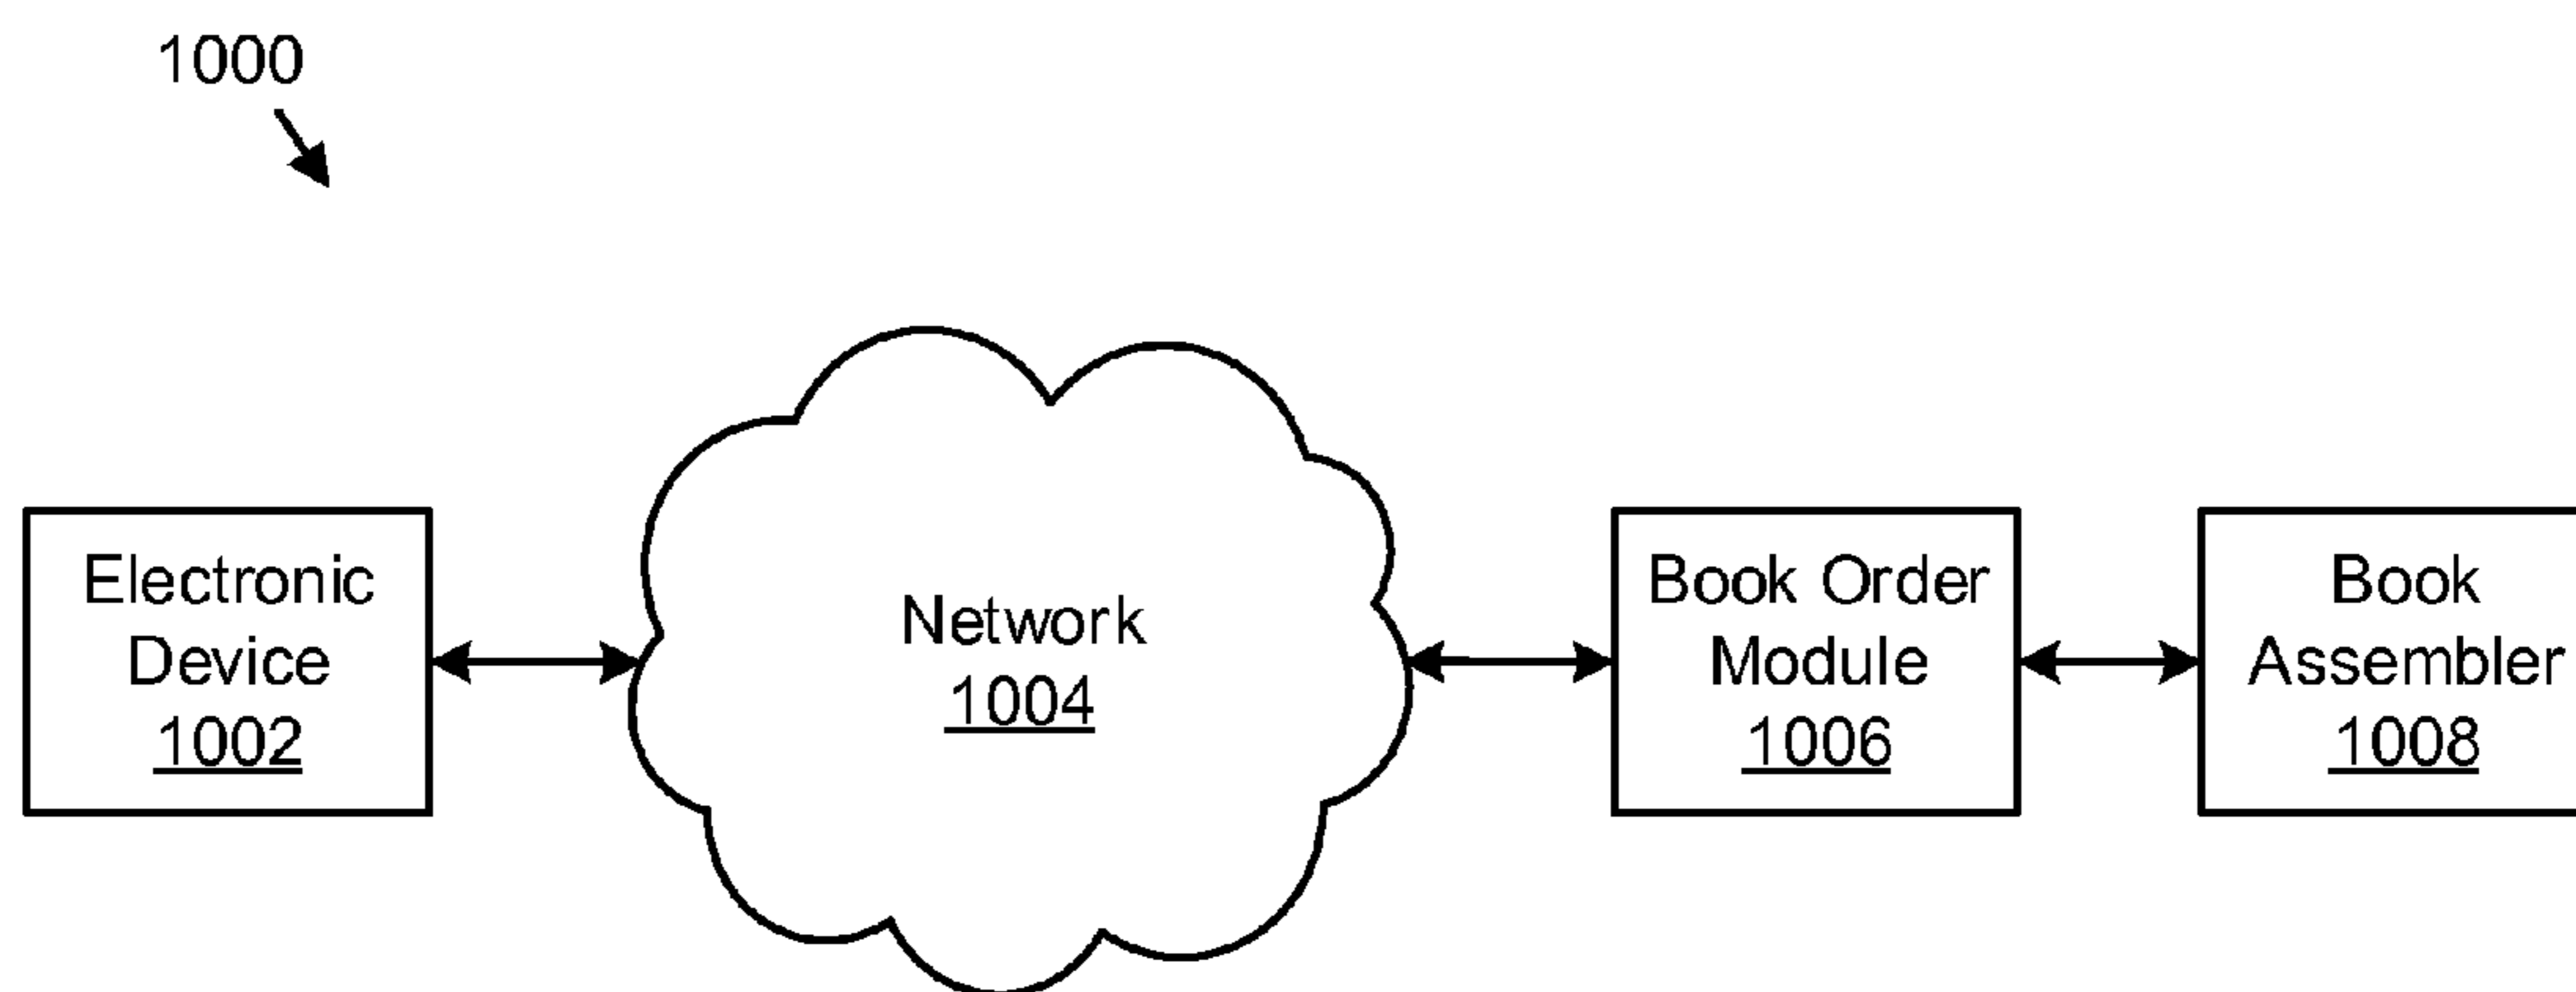 1000
Electronic
Device
1002
Network
1004
Book Order
Module
1006
Book
Assembler
1008